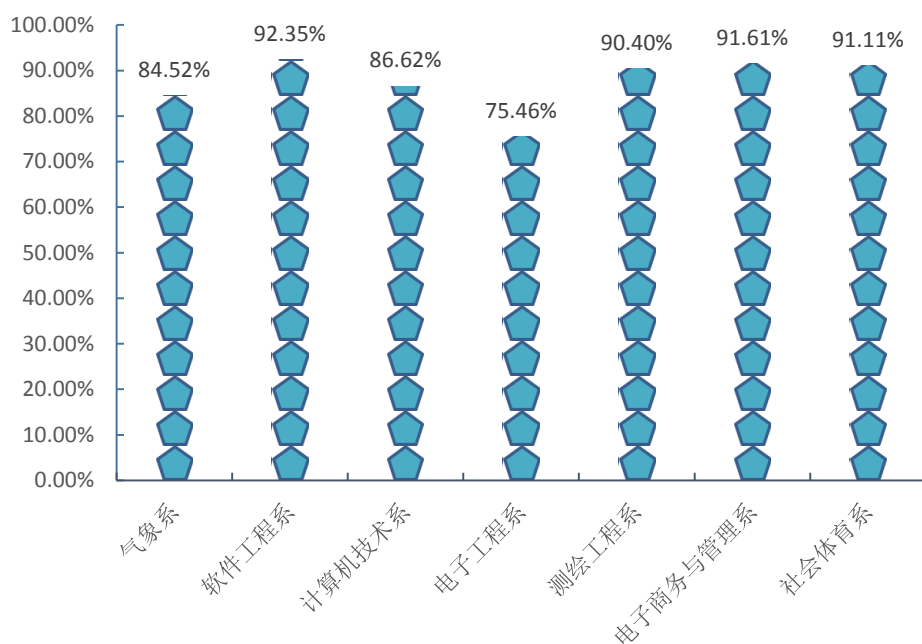 100.00%
90.00%
80.00%
70.00%
60.00%
50.00%
40.00%
30.00%
20.00%
10.00%
0.00%
84.52%
92.35%
86.62%
75.46%
90.40%
91.61%
91.11%
气象系
软件工程系
计算机技术系
电子工程系
测绘工程系
电子商务与管理系
社会体育系